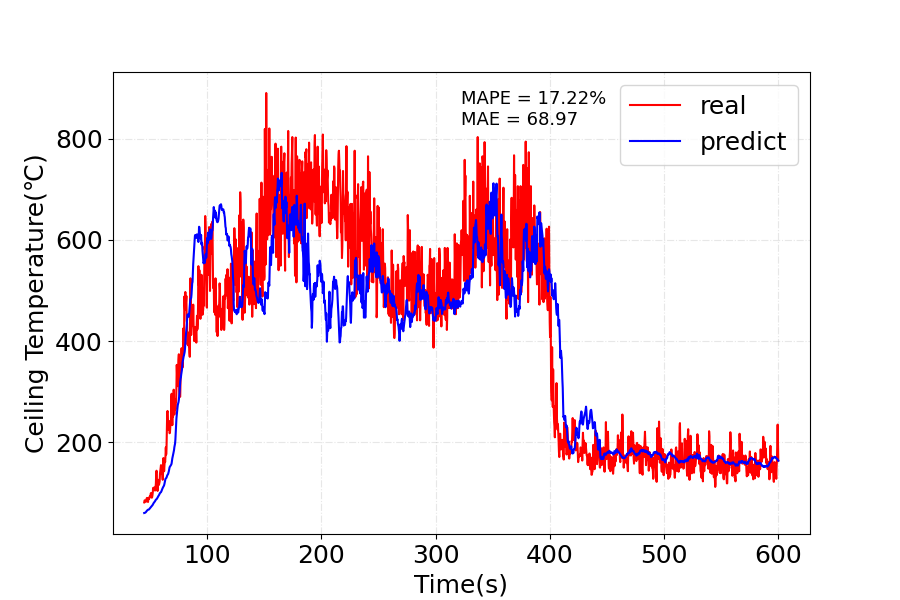 MAPE = 17.22%
MAE = 68.97
real
predict
Ceiling Temperature(℃)
800
600
400
200
100
200
300
400
500
600
Time(s)